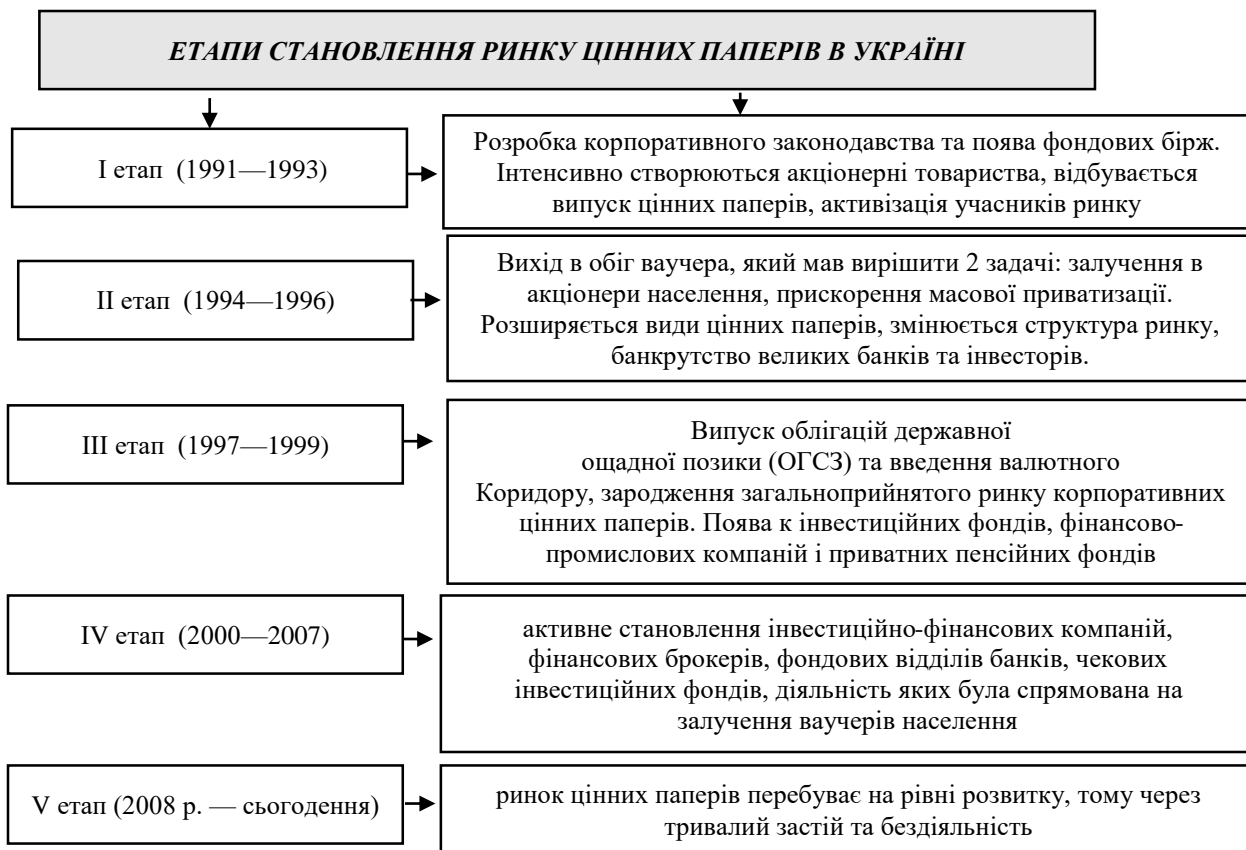 ЕТАПИ СТАНОВЛЕННЯ РИНКУ ЦІННИХ ПАПЕРІВ В УКРАЇНІ
І етап (1991—1993)
Розробка корпоративного законодавства та поява фондових бірж.
Інтенсивно створюються акціонерні товариства, відбувається
випуск цінних паперів, активізація учасників ринку
ІІ етап (1994—1996)
Вихід в обіг ваучера, який мав вирішити 2 задачі: залучення в
акціонери населення, прискорення масової приватизації.
Розширяється види цінних паперів, змінюється структура ринку,
банкрутство великих банків та інвесторів.
ІІІ етап (1997—1999)
Випуск облігацій державної
ощадної позики (ОГСЗ) та введення валютного
Коридору, зародження загальноприйнятого ринку корпоративних
цінних паперів. Поява к інвестиційних фондів, фінансово-
промислових компаній і приватних пенсійних фондів
IV етап (2000—2007)
активне становлення інвестиційно-фінансових компаній,
фінансових брокерів, фондових відділів банків, чекових
інвестиційних фондів, діяльність яких була спрямована на
залучення ваучерів населення
V етап (2008 р. — сьогодення)
ринок цінних паперів перебуває на рівні розвитку, тому через
тривалий застій та бездіяльність